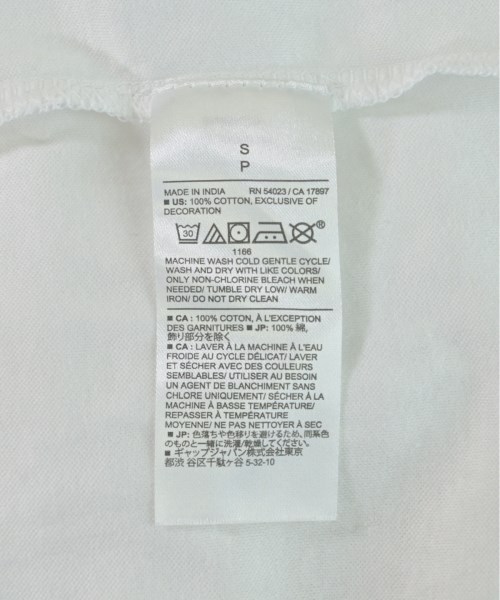 S
P
MADE IN INDIA RN 54023 / CA 17897
■ US: 100% COTTON, EXCLUSIVE OF
DECORATION
30 ®
1166
MACHINE WASH COLD GENTLE CYCLE/
WASH AND DRY WITH LIKE COLORS/
ONLY NON-CHLORINE BLEACH WHEN
NEEDED/ TUMBLE DRY LOW/ WARM
IRON/ DO NOT DRY CLEAN
■ CA : 100% COTON, À L'EXCEPTION
DES GARNITURES ■ JP: 100% 綿,
飾り部分を除く
■ CA : LAVER À LA MACHINE À L'EAU
FROIDE AU CYCLE DÉLICAT/ LAVER
ET SÉCHER AVEC DES COULEURS
SEMBLABLES/ UTILISER AU BESOIN
UN AGENT DE BLANCHIMENT SANS
CHLORE UNIQUEMENT/ SÉCHER À LA
MACHINE À BASSE TEMPÉRATURE/
REPASSER À TEMPÉRATURE
MOYENNE/ NE PAS NETTOYER À SEC
■ JP: 色落ちや色移りを避けるため、同系色
のものと一緒に洗濯/乾燥してください。
■ ギャップジャパン株式会社東京
都渋 谷区千駄ヶ谷 5-32-10